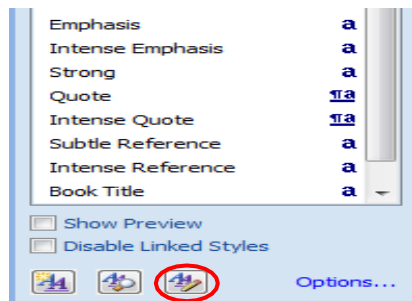 Emphasis a
Intense Emphasis a
Strong a
Quote ¶a
Intense Quote ¶a
Subtle Reference a
Intense Reference a
Book Title a
Show Preview
Disable Linked Styles
Options...